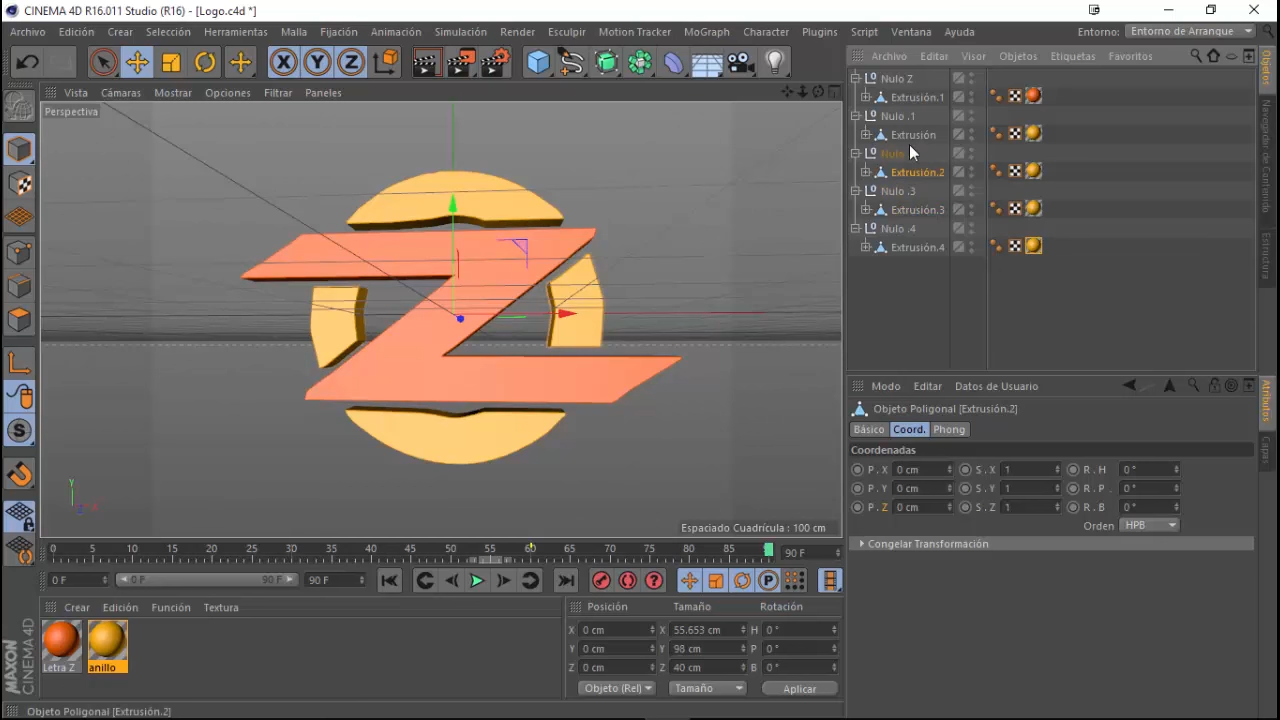 CINEMA 4D R16.011 Studio (R16) - [Logo.c4d *]
Archivo Edición Crear Selección Herramientas Malla Fijación Animación Simulación Render Esculpir Motion Tracker MoGraph Character Plugins Script Ventana Ayuda Entorno: Entorno de Arranque
Vista Cámaras Mostrar Opciones Filtrar Paneles
Archivo Editar Visor Objetos Etiquetas Favoritos
Perspectiva
Nulo Z
Extrusión.1
Nulo .1
Extrusión
Nulo
Extrusión.2
Nulo .3
Extrusión.3
Nulo .4
Extrusión.4
Objetos
Navegador de Contenido
Estructura
Modo Editar Datos de Usuario
Objeto Poligonal [Extrusión.2]
Básico Coord. Phong
Coordenadas
P . X 0 cm S . X 1 R . H 0 °
P . Y 0 cm S . Y 1 R . P 0 °
P . Z 0 cm S . Z 1 R . B 0 °
Orden HPB
Congelar Transformación
Atributos
Capas
Y
X
Z
Espaciado Cuadrícula : 100 cm
0 5 10 15 20 25 30 35 40 45 50 55 60 65 70 75 80 85 90 F
0 F 0 F 90 F 90 F
Crear Edición Función Textura
Letra Z anillo
Posición Tamaño Rotación
X 0 cm X 55.653 cm H 0 °
Y 0 cm Y 98 cm P 0 °
Z 0 cm Z 40 cm B 0 °
Objeto (Rel) Tamaño Aplicar
MAXON
CINEMA 4D
Objeto Poligonal [Extrusión.2]